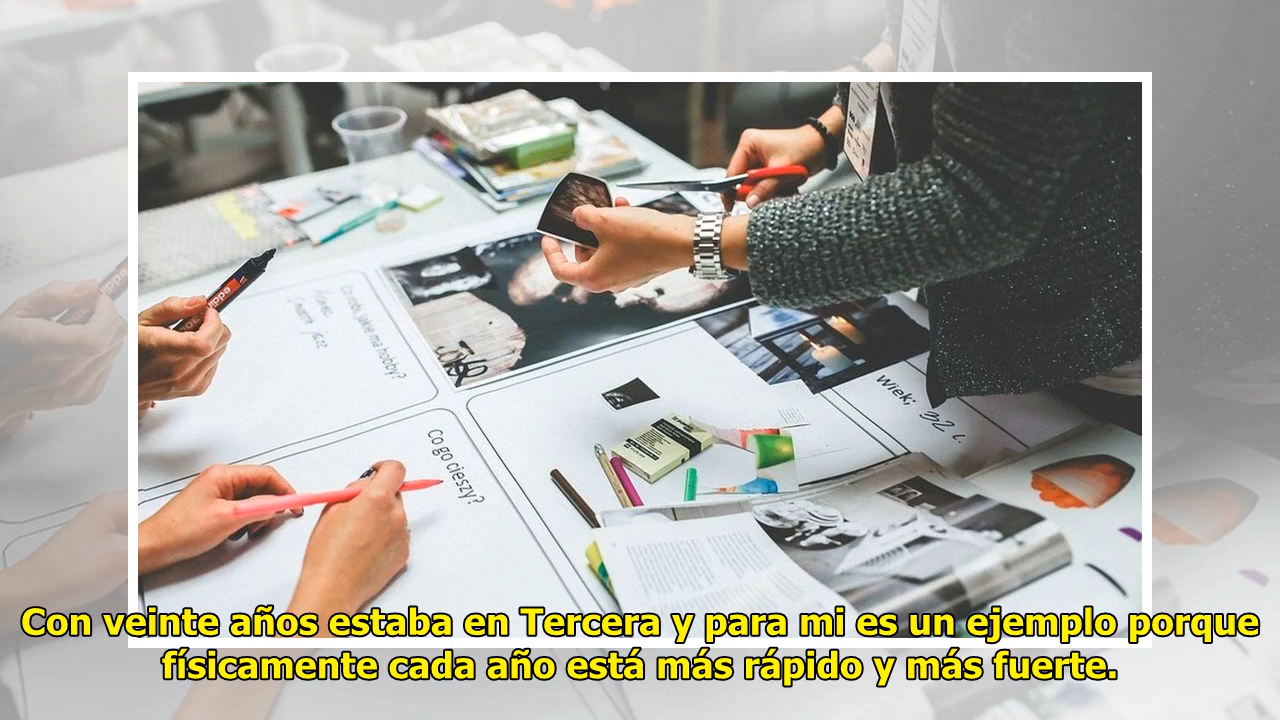 edding
Co robi, jakie ma hobby?
Co go cieszy?
Wiek: 32 l.
Con veinte años estaba en Tercera y para mi es un ejemplo porque
físicamente cada año está más rápido y más fuerte.